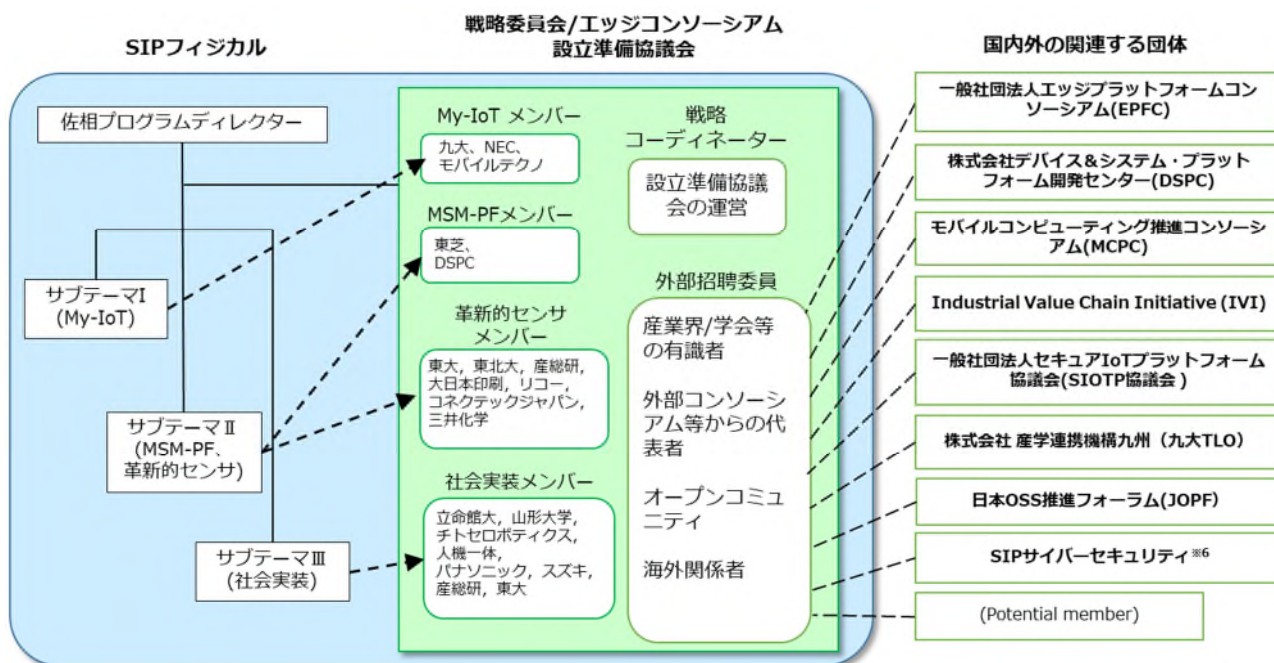 SIPフィジカル
戦略委員会/エッジコンソーシアム
設立準備協議会
国内外の関連する団体
佐相プログラムディレクター
サブテーマⅠ
(My-IoT)
サブテーマⅡ
(MSM-PF、
革新的センサ)
サブテーマⅢ
(社会実装)
My-IoT メンバー
九大、NEC、
モバイルテクノ
MSM-PFメンバー
東芝、
DSPC
革新的センサ
メンバー
東大，東北大，産総研，
大日本印刷，リコー，
コネクテックジャパン，
三井化学
社会実装メンバー
立命館大，山形大学，
チトセロボティクス，
人機一体，
パナソニック，スズキ，
産総研，東大
戦略
コーディネーター
設立準備協議
会の運営
外部招聘委員
産業界/学会等
の有識者
外部コンソーシ
アム等からの代
表者
オープンコミュ
ニティ
海外関係者
一般社団法人エッジプラットフォームコン
ソーシアム(EPFC)
株式会社デバイス＆システム・プラット
フォーム開発センター(DSPC)
モバイルコンピューティング推進コンソーシ
アム(MCPC)
Industrial Value Chain Initiative (IVI)
一般社団法人セキュアIoTプラットフォーム
協議会(SIOTP協議会 )
株式会社 産学連携機構九州（九大TLO）
日本OSS推進フォーラム(JOPF）
SIPサイバーセキュリティ※6
(Potential member)